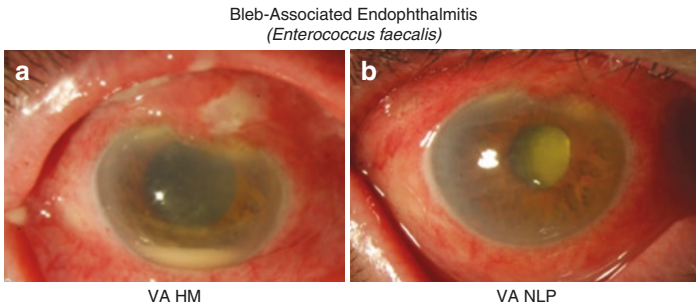 Bleb-Associated Endophthalmitis
(Enterococcus faecalis)
a
b
VA HM
VA NLP